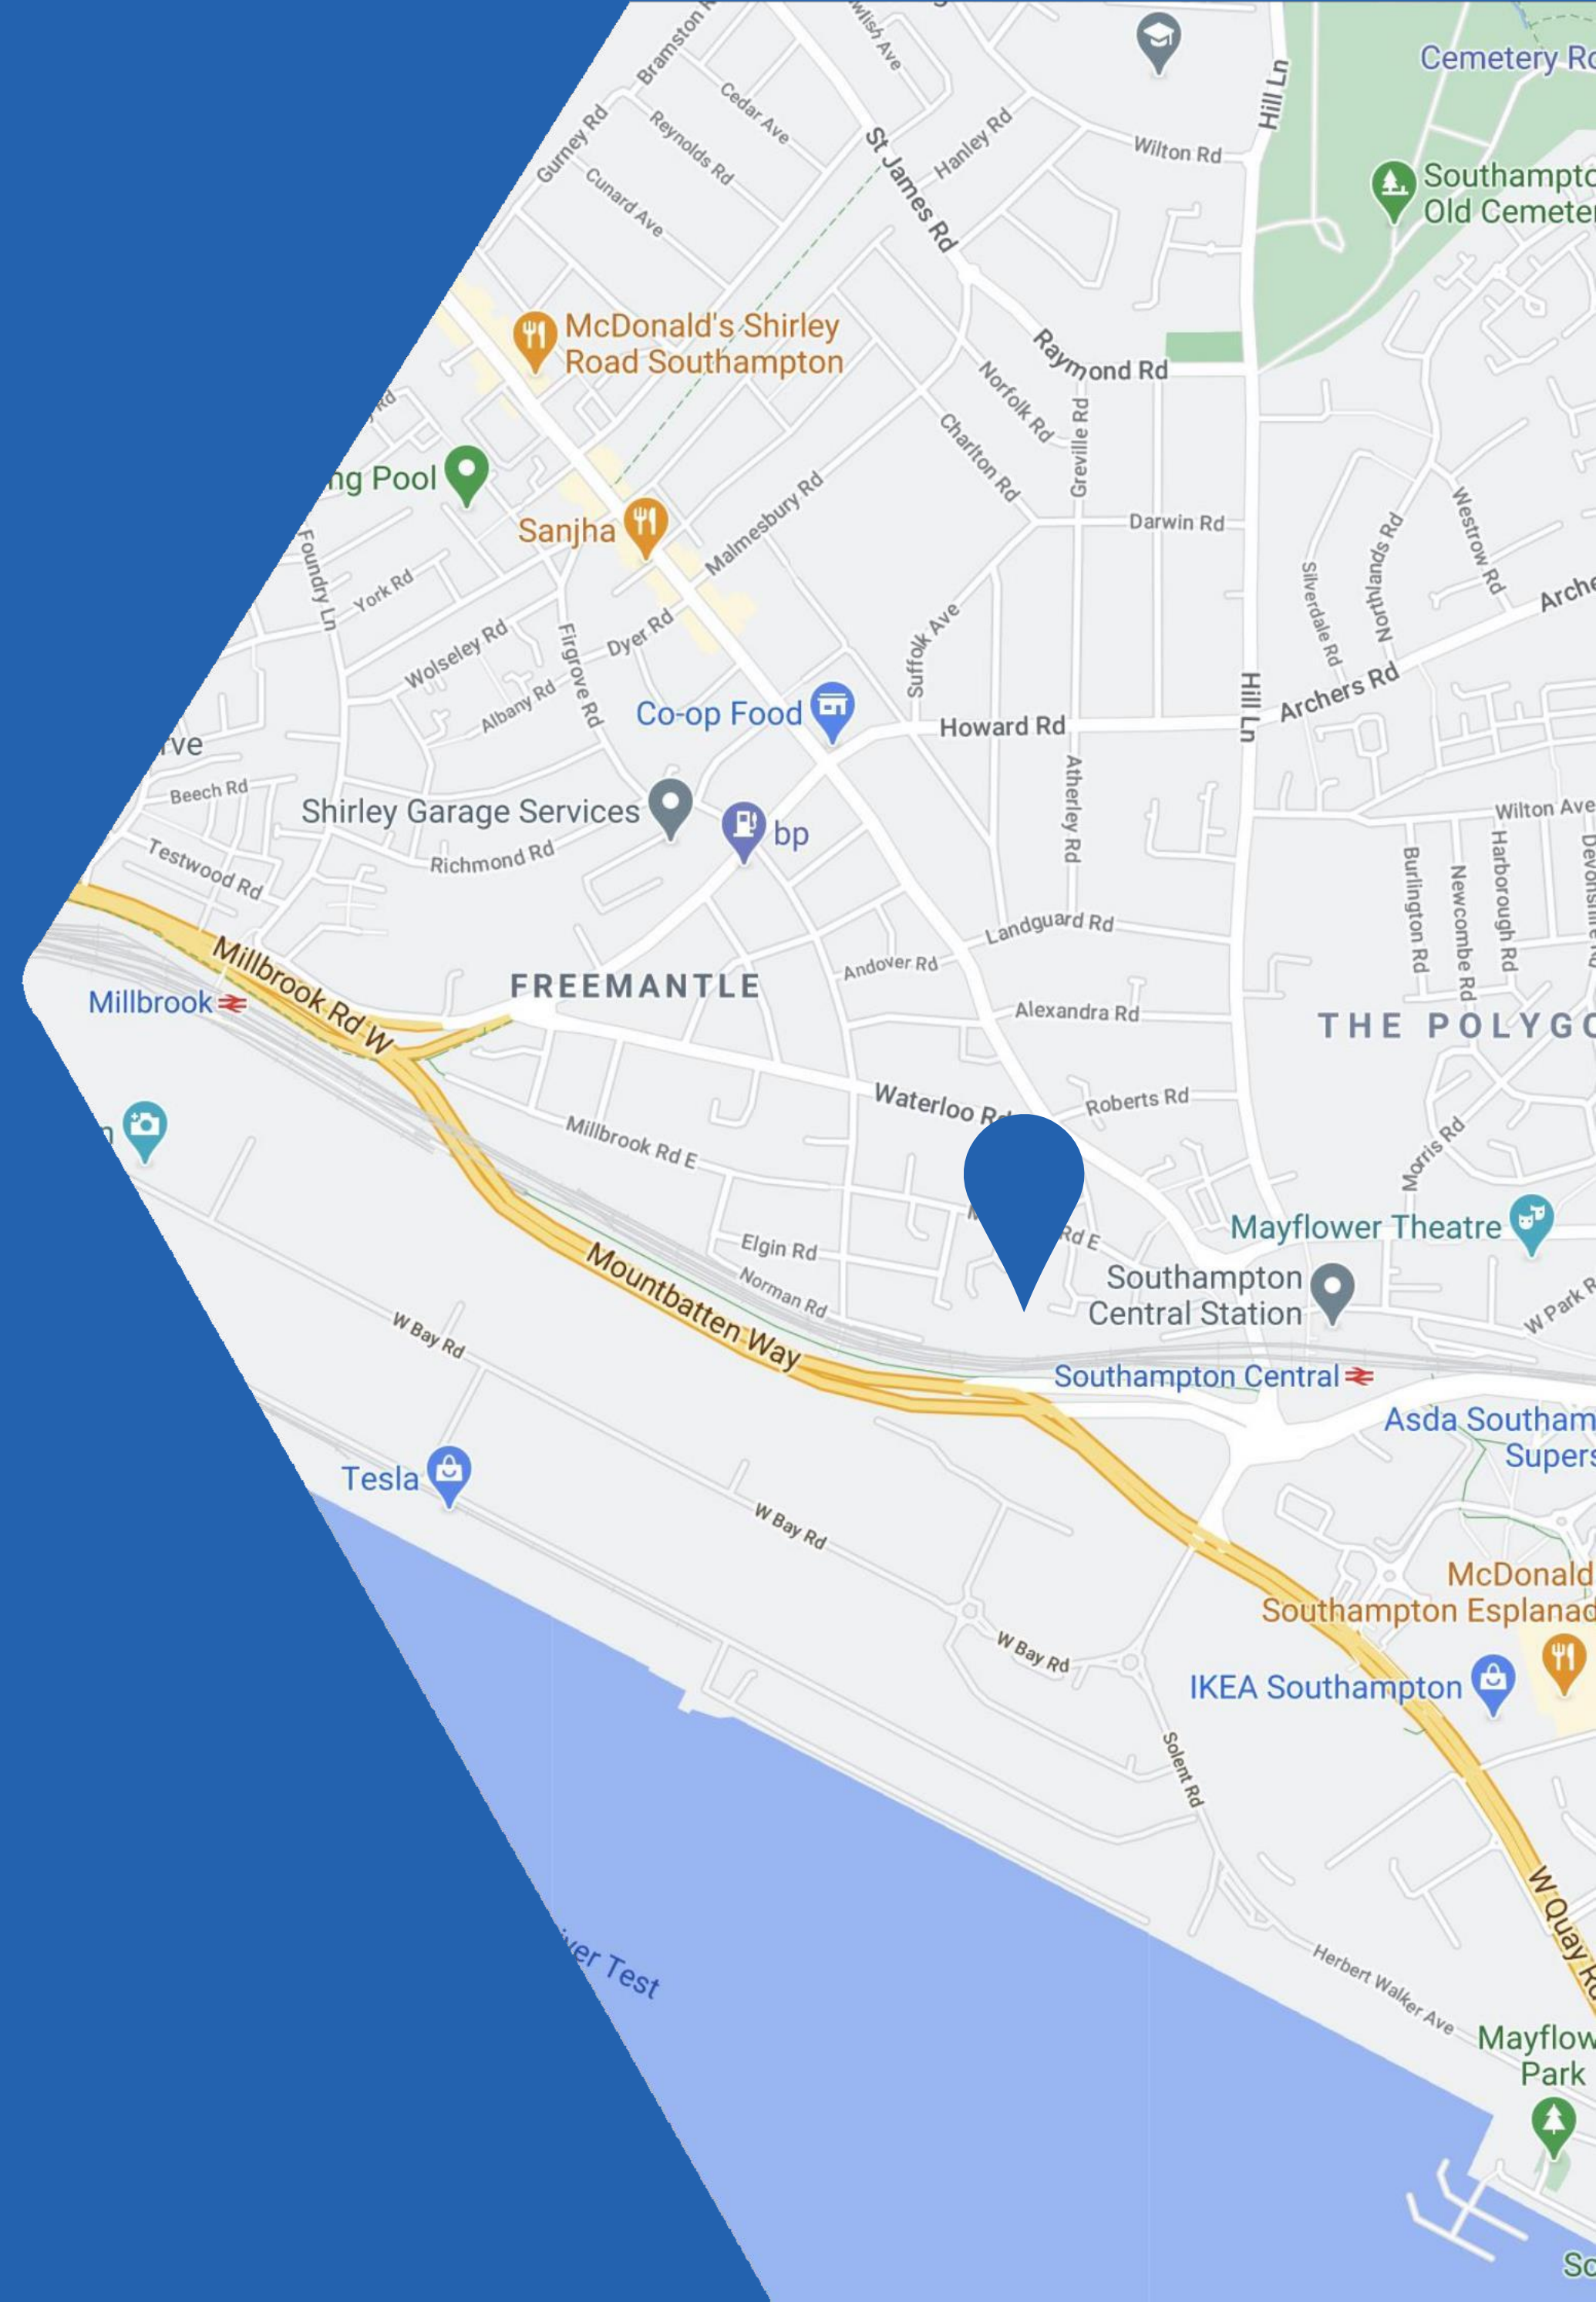 Bramston
Cedar Ave
Reynolds Rd
Gurney Rd
Cunard Ave
Ave
St James Rd
Hanley Rd
Wilton Rd
Hill Ln
Cemetery
Southampto
Old Cemete
McDonald's Shirley
Road Southampton
Raymond Rd
Norfolk Rd
Greville Rd
Charlton Rd
Rd
ng Pool
Sanjha
Malmesbury Rd
Darwin Rd
Westrow Rd
Northlands Rd
Silverdale Rd
Arche
Foundry Ln
York Rd
Wolseley Rd
Firgrove Rd
Dyer Rd
Albany Rd
Suffolk Ave
Co-op Food
Howard Rd
Hill Ln
Archers Rd
rve
Beech Rd
Shirley Garage Services
bp
Atherley Rd
Wilton Ave
Testwood Rd
Richmond Rd
Burlington Rd
Newcombe Rd
Harborough Rd
Landguard Rd
Andover Rd
Millbrook Rd W
FREEMANTLE
Millbrook
Alexandra Rd
THE POLYGO
Waterloo Rd
Roberts Rd
Millbrook Rd E
Morris Rd
Rd E
Mayflower Theatre
Elgin Rd
Norman Rd
Southampton
Central Station
W Park R
Mountbatten Way
W Bay Rd
Southampton Central
Asda Southam
Supers
Tesla
W Bay Rd
McDonald
Southampton Esplanad
W Bay Rd
IKEA Southampton
Solent Rd
W Quay Rd
iver Test
Herbert Walker Ave
Mayflow
Park
So